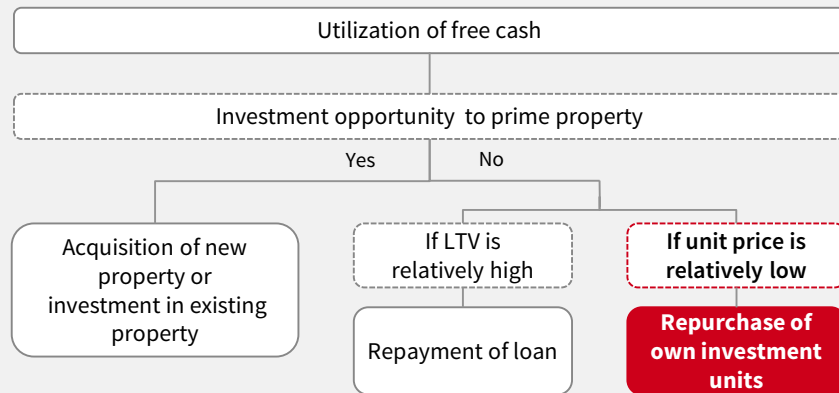 Utilization of free cash
Investment opportunity to prime property
Yes
No
Acquisition of new
property or
investment in existing
property
If LTV is
relatively high
If unit price is
relatively low
Repayment of loan
Repurchase of
own investment
units